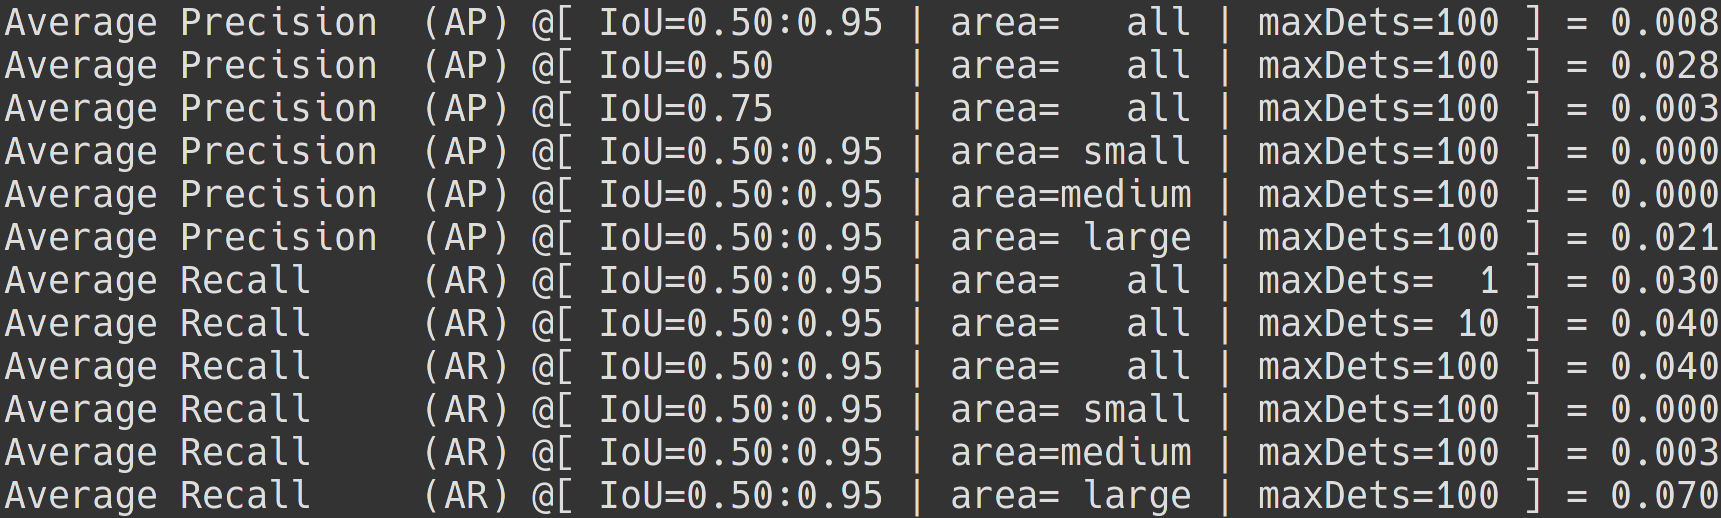 Average Precision  (AP) @[ IoU=0.50:0.95 | area=   all | maxDets=100 ] = 0.008
Average Precision  (AP) @[ IoU=0.50      | area=   all | maxDets=100 ] = 0.028
Average Precision  (AP) @[ IoU=0.75      | area=   all | maxDets=100 ] = 0.003
Average Precision  (AP) @[ IoU=0.50:0.95 | area= small | maxDets=100 ] = 0.000
Average Precision  (AP) @[ IoU=0.50:0.95 | area=medium | maxDets=100 ] = 0.000
Average Precision  (AP) @[ IoU=0.50:0.95 | area= large | maxDets=100 ] = 0.021
Average Recall     (AR) @[ IoU=0.50:0.95 | area=   all | maxDets=  1 ] = 0.030
Average Recall     (AR) @[ IoU=0.50:0.95 | area=   all | maxDets= 10 ] = 0.040
Average Recall     (AR) @[ IoU=0.50:0.95 | area=   all | maxDets=100 ] = 0.040
Average Recall     (AR) @[ IoU=0.50:0.95 | area= small | maxDets=100 ] = 0.000
Average Recall     (AR) @[ IoU=0.50:0.95 | area=medium | maxDets=100 ] = 0.003
Average Recall     (AR) @[ IoU=0.50:0.95 | area= large | maxDets=100 ] = 0.070